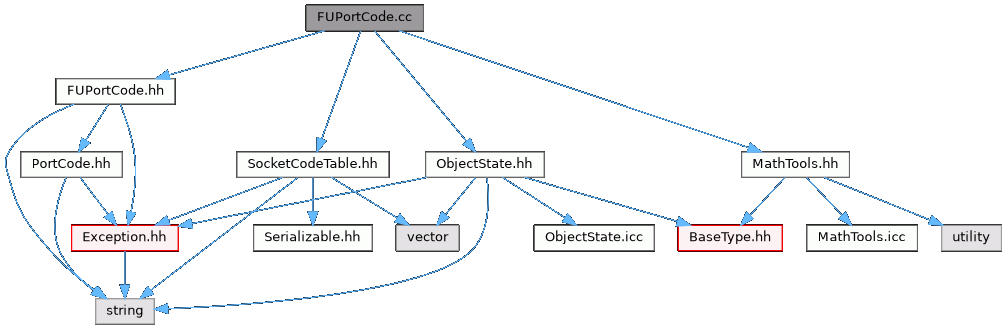 FUPortCode.cc
FUPortCode.hh
PortCode.hh
SocketCodeTable.hh
ObjectState.hh
MathTools.hh
Exception.hh
Serializable.hh
vector
ObjectState.icc
BaseType.hh
MathTools.icc
utility
string